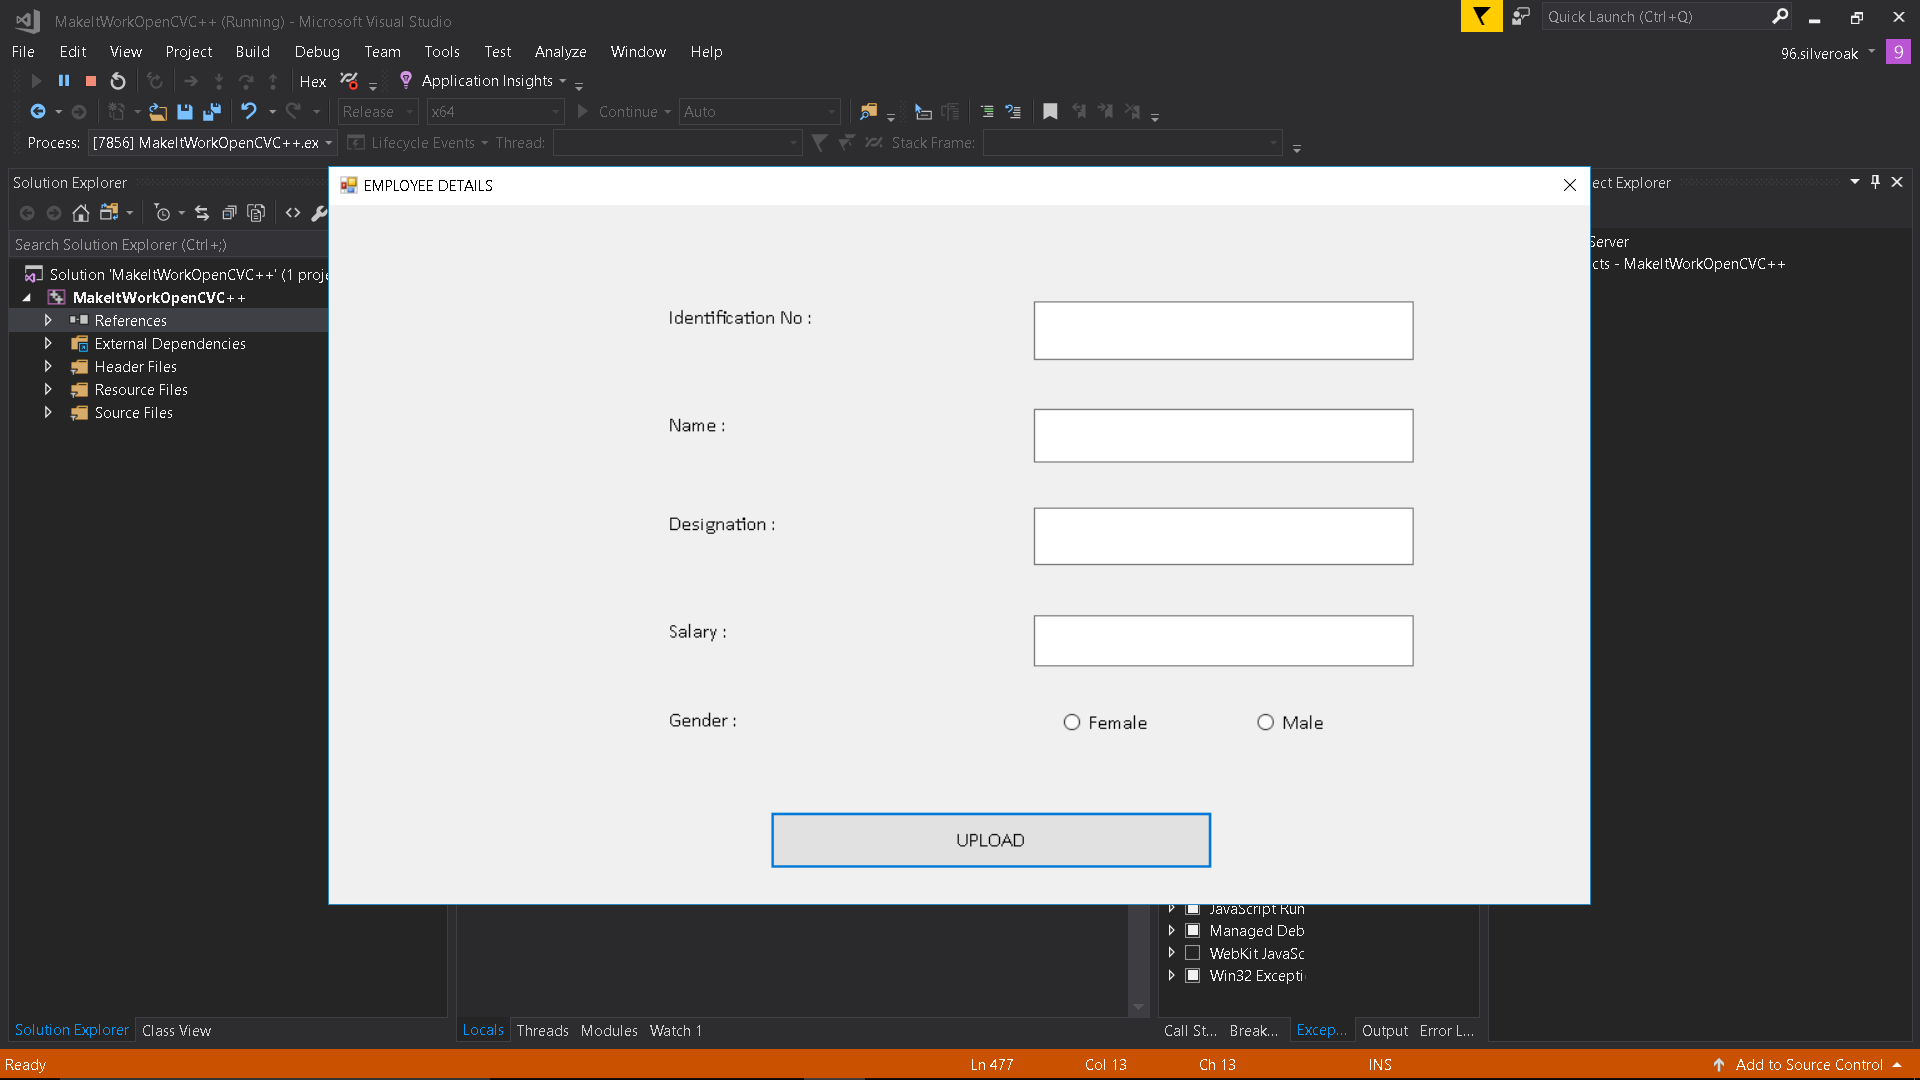 MakeItWorkOpenCVC++ (Running) - Microsoft Visual Studio
Quick Launch (Ctrl+Q)
File Edit View Project Build Debug Team Tools Test Analyze Window Help
96.silveroak 9
Hex Application Insights
Release x64 Continue Auto
Process: [7856] MakeItWorkOpenCVC++.ex Lifecycle Events Thread: Stack Frame:
Solution Explorer
EMPLOYEE DETAILS
ect Explorer
Search Solution Explorer (Ctrl+;)
Server
cts - MakeItWorkOpenCVC++
Solution 'MakeItWorkOpenCVC++' (1 proje
MakeItWorkOpenCVC++
References
External Dependencies
Header Files
Resource Files
Source Files
Identification No :
Name :
Designation :
Salary :
Gender : Female Male
UPLOAD
JavaScript Run
Managed Deb
WebKit JavaSc
Win32 Excepti
Solution Explorer Class View
Locals Threads Modules Watch 1
Call St... Break... Excep... Output Error L...
Ready Ln 477 Col 13 Ch 13 INS Add to Source Control